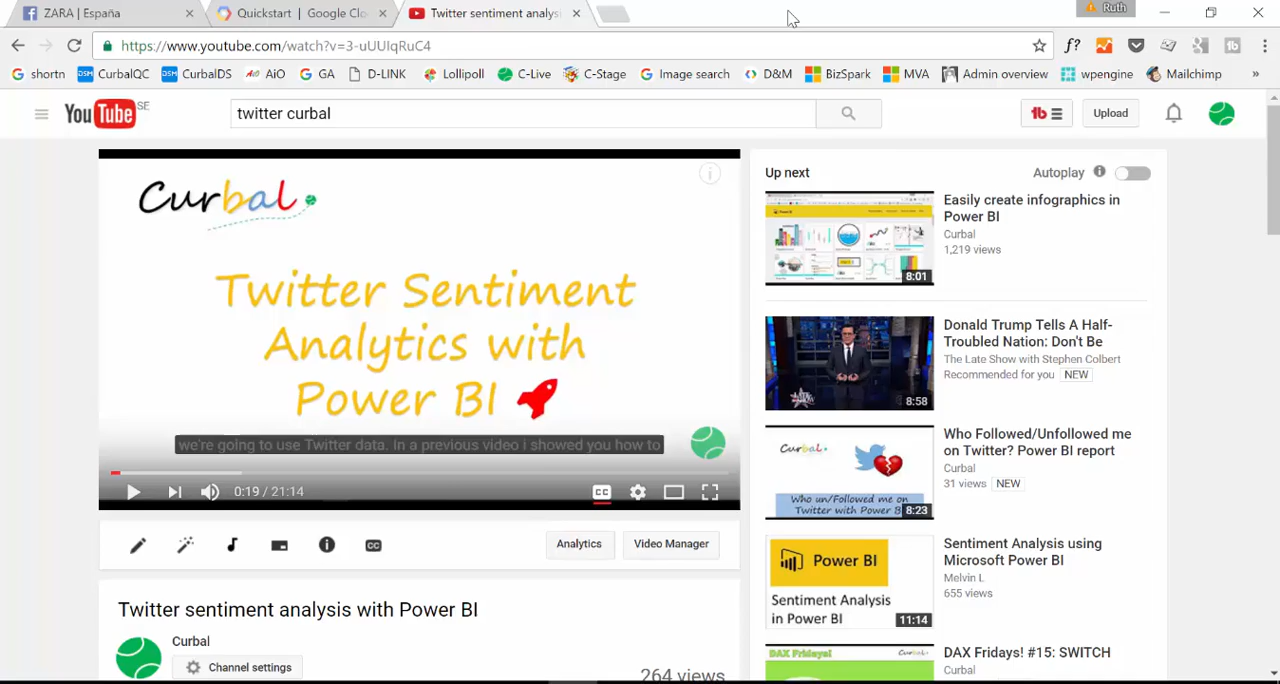 ZARA | España
Quickstart | Google Clo
Twitter sentiment analysi
Ruth
https://www.youtube.com/watch?v=3-uUUIqRuC4
f?
shortn
CurbalQC
CurbalDS
AiO
GA
C-LINK
Lollipoll
C-Live
C-Stage
Image search
D&M
BizSpark
MVA
Admin overview
wpengine
Mailchimp
»
YouTube SE
twitter curbal
Upload
Curbal
Twitter Sentiment
Analytics with
Power BI
we're going to use Twitter data. In a previous video i showed you how to
0:19 / 21:14
CC
CC
Analytics
Video Manager
Twitter sentiment analysis with Power BI
Curbal
Channel settings
264 views
Up next
Autoplay
Easily create infographics in
Power BI
Curbal
1,219 views
8:01
Donald Trump Tells A Half-
Troubled Nation: Don't Be
The Late Show with Stephen Colbert
Recommended for you NEW
8:58
Curbal
Who un/Followed me on
Twitter with Power B
8:23
Who Followed/Unfollowed me
on Twitter? Power BI report
Curbal
31 views NEW
Power BI
Sentiment Analysis
in Power BI
11:14
Sentiment Analysis using
Microsoft Power BI
Melvin L
655 views
DAX Fridays!
Curbal
DAX Fridays! #15: SWITCH
Curbal